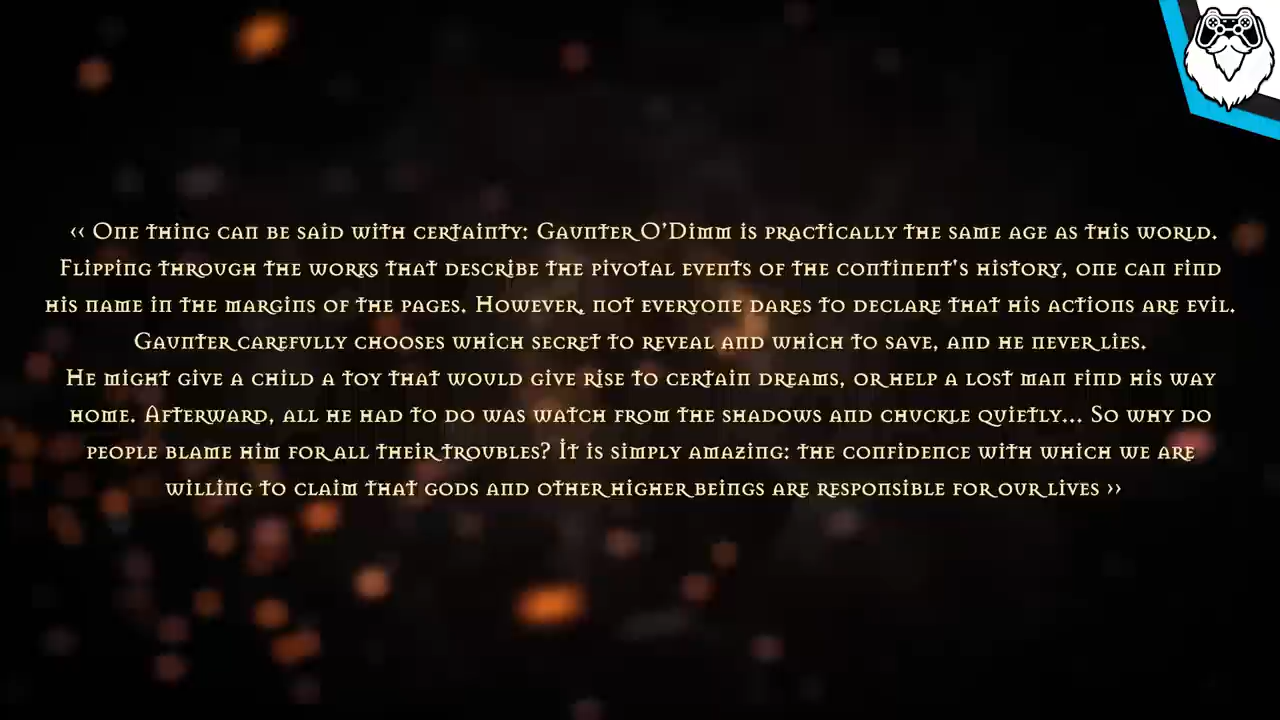 ‹‹ One thing can be said with certainty: Gaunter O'Dimm is practically the same age as this world.
Flipping through the works that describe the pivotal events of the continent's history, one can find
his name in the margins of the pages. However, not everyone dares to declare that his actions are evil.
Gaunter carefully chooses which secret to reveal and which to save, and he never lies.
He might give a child a toy that would give rise to certain dreams, or help a lost man find his way
home. Afterward, all he had to do was watch from the shadows and chuckle quietly... So why do
people blame him for all their troubles? It is simply amazing: the confidence with which we are
willing to claim that gods and other higher beings are responsible for our lives ››